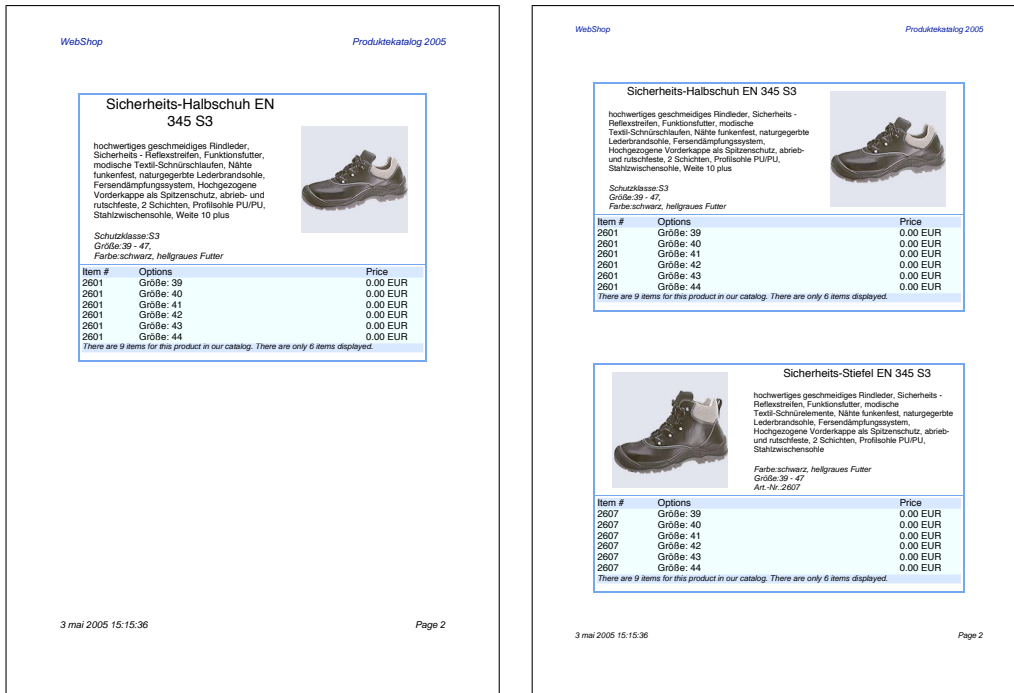 WebShop Produktekatalog 2005
Sicherheits-Halbschuh EN
345 S3
hochwertiges geschmeidiges Rindleder,
Sicherheits - Reflexstreifen, Funktionsfutter,
modische Textil-Schnürschlaufen, Nähte
funkenfest, naturgegerbte Lederbrandsohle,
Fersendämpfungssystem, Hochgezogene
Vorderkappe als Spitzenschutz, abrieb- und
rutschfeste, 2 Schichten, Profilsohle PU/PU,
Stahlzwischensohle, Weite 10 plus
Schutzklasse:S3
Größe:39 - 47,
Farbe:schwarz, hellgraues Futter
Item # Options Price
2601 Größe: 39 0.00 EUR
2601 Größe: 40 0.00 EUR
2601 Größe: 41 0.00 EUR
2601 Größe: 42 0.00 EUR
2601 Größe: 43 0.00 EUR
2601 Größe: 44 0.00 EUR
There are 9 items for this product in our catalog. There are only 6 items displayed.
3 mai 2005 15:15:36 Page 2
WebShop Produktekatalog 2005
Sicherheits-Halbschuh EN 345 S3
hochwertiges geschmeidiges Rindleder, Sicherheits -
Reflexstreifen, Funktionsfutter, modische
Textil-Schnürschlaufen, Nähte funkenfest, naturgegerbte
Lederbrandsohle, Fersendämpfungssystem,
Hochgezogene Vorderkappe als Spitzenschutz, abrieb-
und rutschfeste, 2 Schichten, Profilsohle PU/PU,
Stahlzwischensohle, Weite 10 plus
Schutzklasse:S3
Größe:39 - 47,
Farbe:schwarz, hellgraues Futter
Item # Options Price
2601 Größe: 39 0.00 EUR
2601 Größe: 40 0.00 EUR
2601 Größe: 41 0.00 EUR
2601 Größe: 42 0.00 EUR
2601 Größe: 43 0.00 EUR
2601 Größe: 44 0.00 EUR
There are 9 items for this product in our catalog. There are only 6 items displayed.
Sicherheits-Stiefel EN 345 S3
hochwertiges geschmeidiges Rindleder, Sicherheits -
Reflexstreifen, Funktionsfutter, modische
Textil-Schnürelemente, Nähte funkenfest, naturgegerbte
Lederbrandsohle, Fersendämpfungssystem,
Hochgezogene Vorderkappe als Spitzenschutz, abrieb-
und rutschfeste, 2 Schichten, Profilsohle PU/PU,
Stahlzwischensohle
Farbe:schwarz, hellgraues Futter
Größe:39 - 47
Art.-Nr.:2607
Item # Options Price
2607 Größe: 39 0.00 EUR
2607 Größe: 40 0.00 EUR
2607 Größe: 41 0.00 EUR
2607 Größe: 42 0.00 EUR
2607 Größe: 43 0.00 EUR
2607 Größe: 44 0.00 EUR
There are 9 items for this product in our catalog. There are only 6 items displayed.
3 mai 2005 15:15:36 Page 2